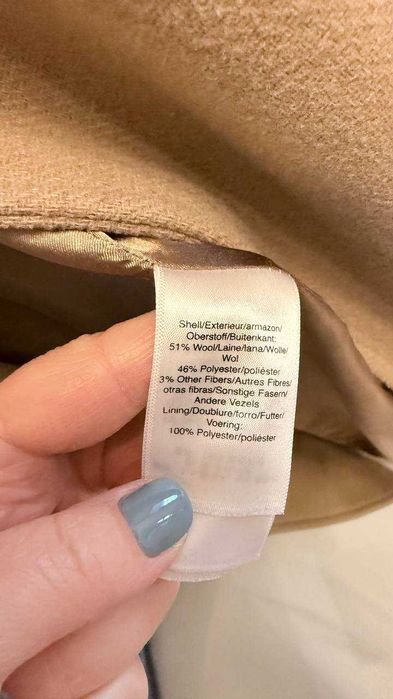 Shell/Exterieur/armazon/
Oberstoff/Buitenkant:
51% Wool/Laine/lana/Wolle/
Wol
46% Polyester/poliéster
3% Other Fibers/Autres Fibres/
otras fibras/Sonstige Fasern/
Andere Vezels
Lining/Doublure/forro/Futter/
Voering:
100% Polyester/poliéster